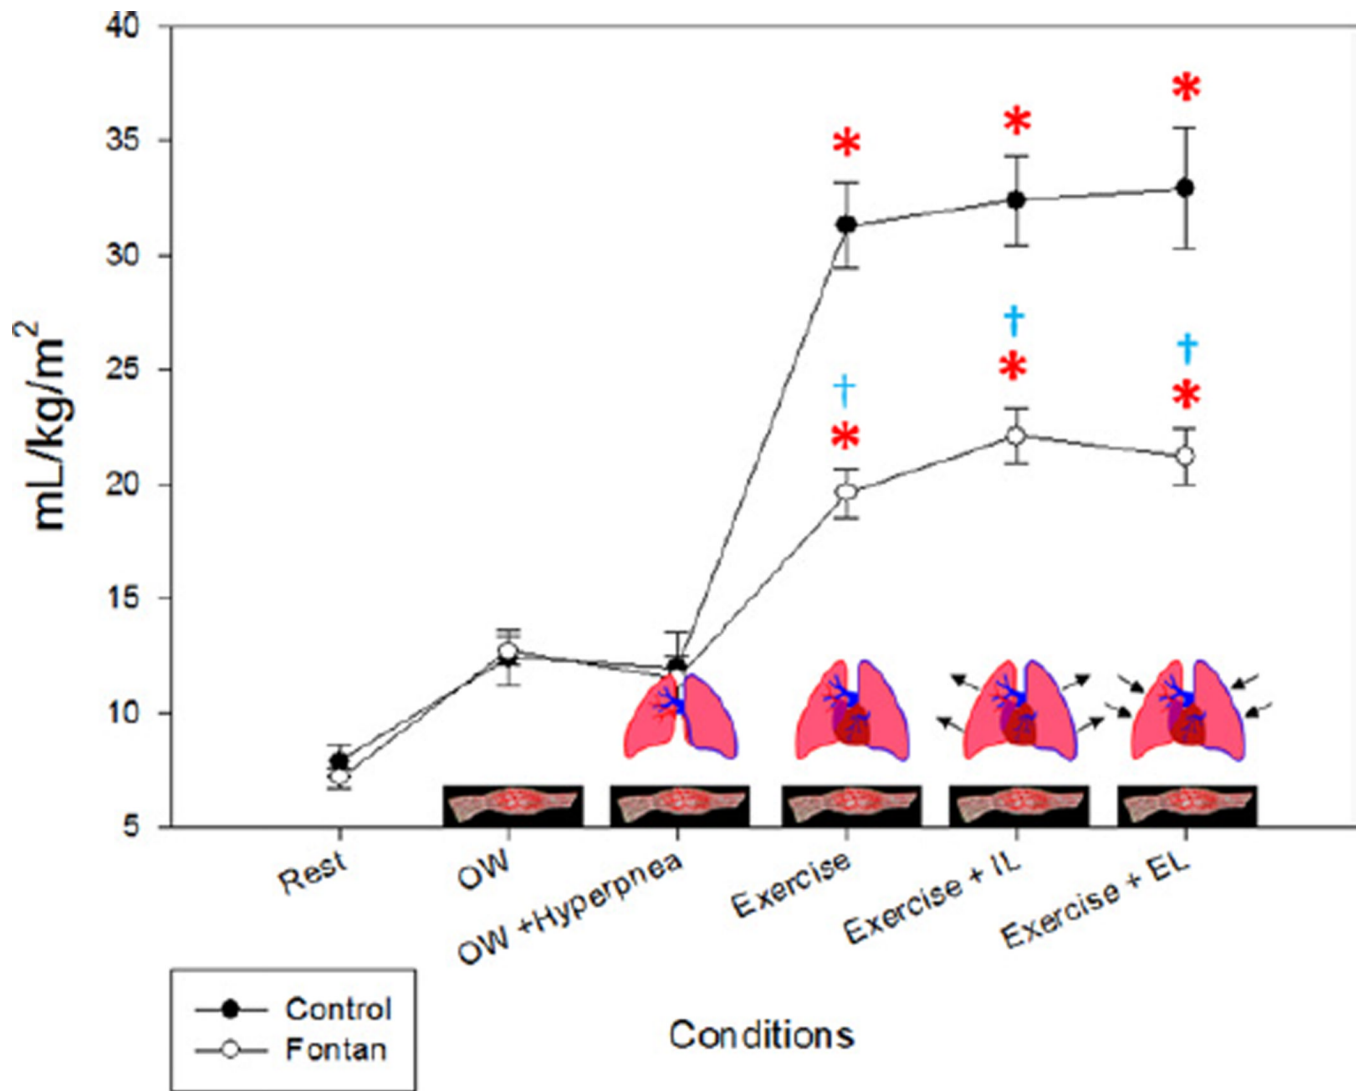 40
35
30
25
20
15
10
5
mL/kg/m²
*
*
*
†
†
†
*
*
*
Rest
OW
OW +Hyperpnea
Exercise
Exercise + IL
Exercise + EL
Control
Fontan
Conditions